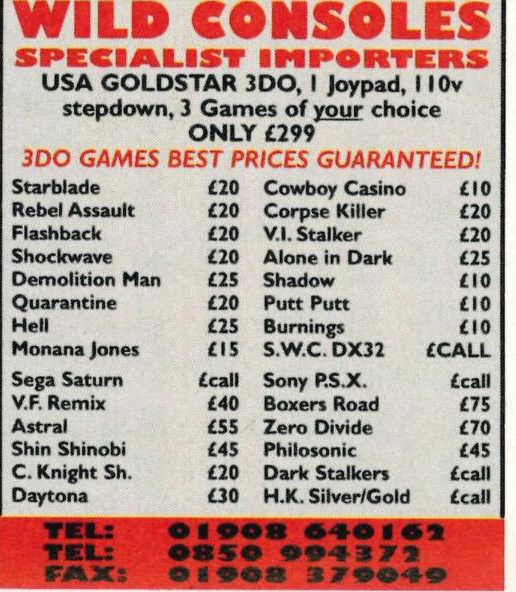 WILD CONSOLES
SPECIALIST IMPORTERS
USA GOLDSTAR 3DO, 1 Joypad, 110v
stepdown, 3 Games of your choice
ONLY £299
3DO GAMES BEST PRICES GUARANTEED!
Starblade £20 Cowboy Casino £10
Rebel Assault £20 Corpse Killer £20
Flashback £20 V.I. Stalker £20
Shockwave £20 Alone in Dark £25
Demolition Man £25 Shadow £10
Quarantine £20 Putt Putt £10
Hell £25 Burnings £10
Monana Jones £15 S.W.C. DX32 £CALL
Sega Saturn £call Sony P.S.X. £call
V.F. Remix £40 Boxers Road £75
Astral £55 Zero Divide £70
Shin Shinobi £45 Philosonic £45
C. Knight Sh. £20 Dark Stalkers £call
Daytona £30 H.K. Silver/Gold £call
TEL: 01908 640162
TEL: 0850 994372
FAX: 01908 379049